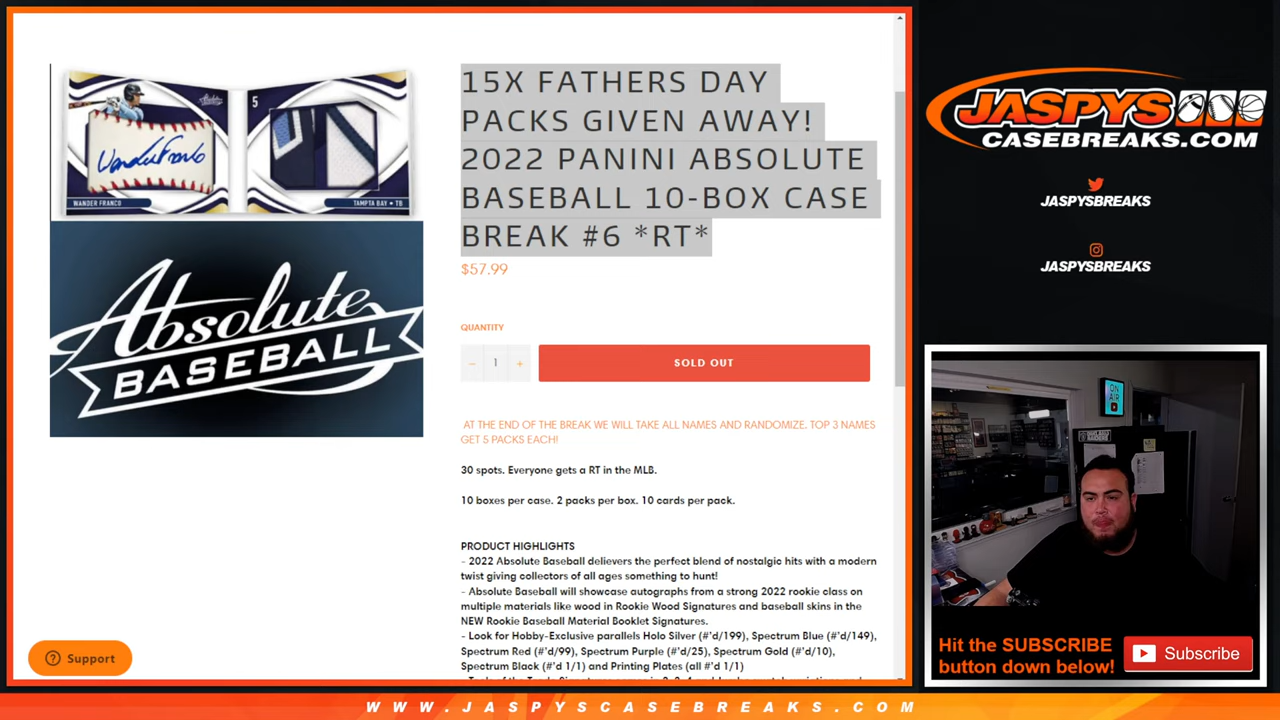 15X FATHERS DAY
PACKS GIVEN AWAY!
2022 PANINI ABSOLUTE
BASEBALL 10-BOX CASE
BREAK #6 *RT*
$57.99
QUANTITY
− 1 +
SOLD OUT
AT THE END OF THE BREAK WE WILL TAKE ALL NAMES AND RANDOMIZE. TOP 3 NAMES
GET 5 PACKS EACH!
30 spots. Everyone gets a RT in the MLB.
10 boxes per case. 2 packs per box. 10 cards per pack.
PRODUCT HIGHLIGHTS
- 2022 Absolute Baseball delivers the perfect blend of nostalgic hits with a modern
twist giving collectors of all ages something to hunt!
- Absolute Baseball will showcase autographs from a strong 2022 rookie class on
multiple materials like wood in Rookie Wood Signatures and baseball skins in the
NEW Rookie Baseball Material Booklet Signatures.
- Look for Hobby-Exclusive parallels Holo Silver (#'d/199), Spectrum Blue (#'d/149),
Spectrum Red (#'d/99), Spectrum Purple (#'d/25), Spectrum Gold (#'d/10),
Spectrum Black (#'d 1/1) and Printing Plates (all #'d 1/1)
Absolute
5
Wander Franco
WANDER FRANCO
TAMPA BAY • TB
Absolute
BASEBALL
Support
JASPYS
CASEBREAKS.COM
JASPYSBREAKS
JASPYSBREAKS
ON
AIR
Hit the SUBSCRIBE
button down below!
Subscribe
WWW.JASPYSCASEBREAKS.COM